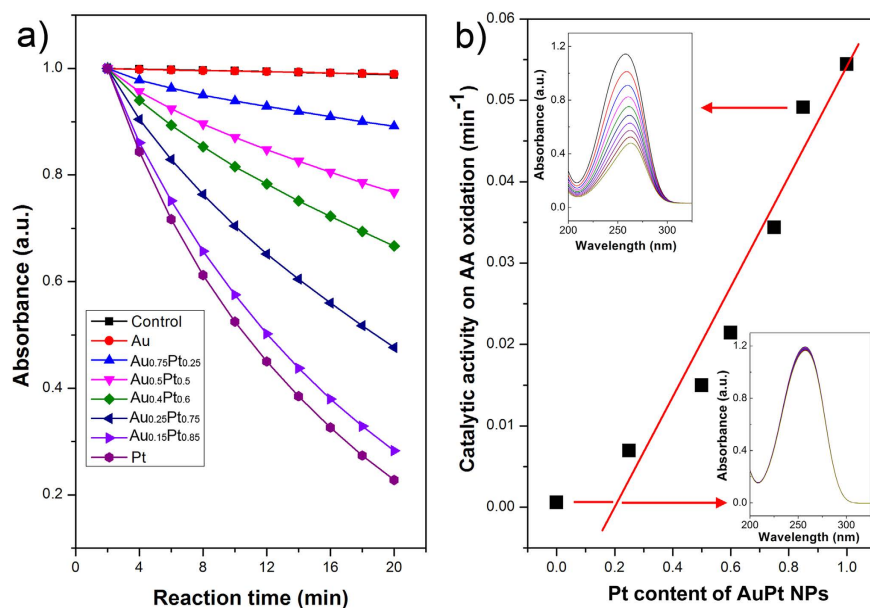 a)
Absorbance (a.u.)
1.0
0.8
0.6
0.4
0.2
0
4
8
12
16
20
Reaction time (min)
Control
Au
Au0.75Pt0.25
Au0.5Pt0.5
Au0.4Pt0.6
Au0.25Pt0.75
Au0.15Pt0.85
Pt
b)
Catalytic activity on AA oxidation (min⁻¹)
0.06
0.05
0.04
0.03
0.02
0.01
0.00
0.0
0.2
0.4
0.6
0.8
1.0
Pt content of AuPt NPs
Absorbance (a.u.)
1.2
0.8
0.4
0.0
200
250
300
Wavelength (nm)
Absorbance (a.u.)
1.2
0.8
0.4
0.0
200
250
300
Wavelength (nm)